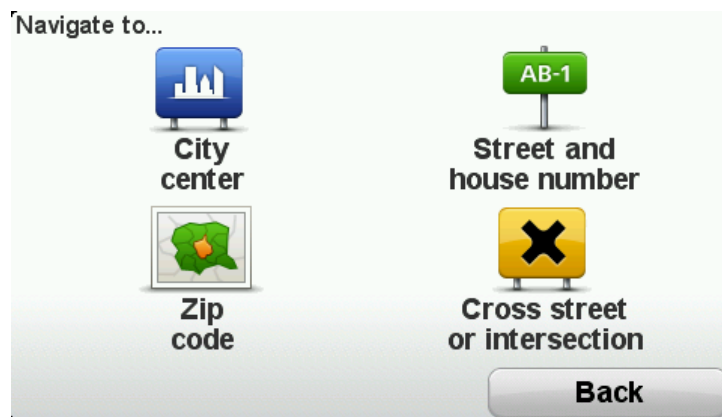 Navigate to...
AB-1
City
center
Street and
house number
Zip
code
Cross street
or intersection
Back